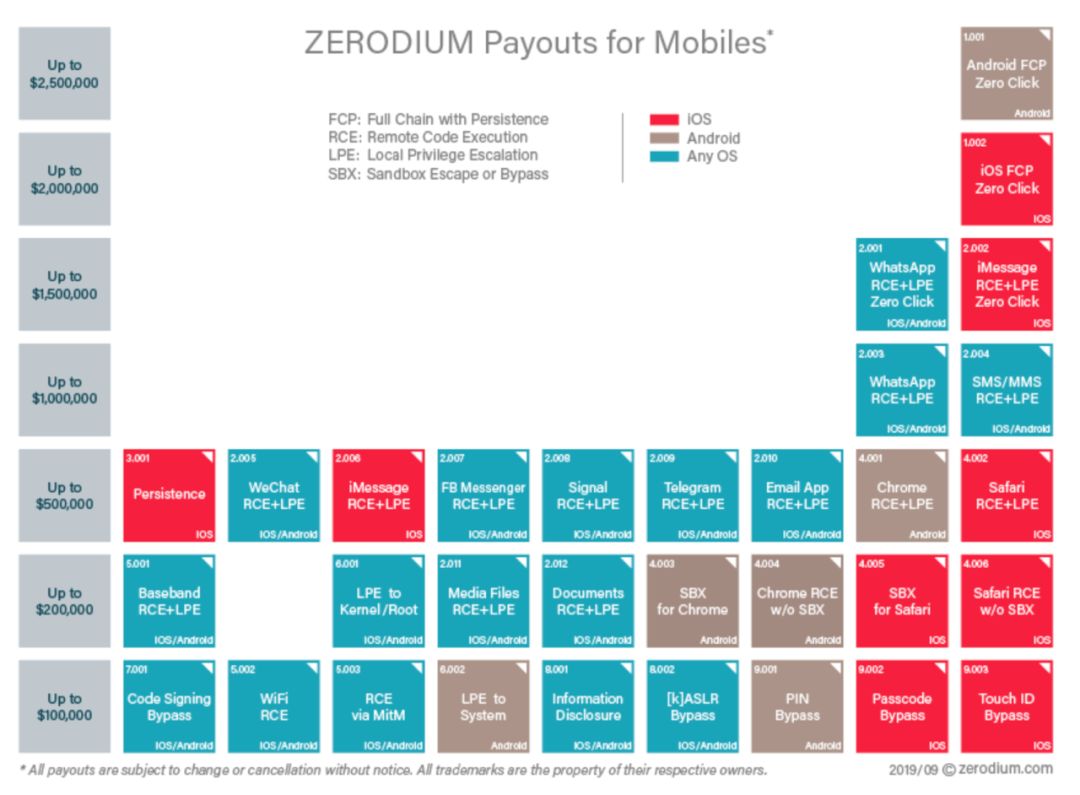 ZERODIUM Payouts for Mobiles*
FCP: Full Chain with Persistence
RCE: Remote Code Execution
LPE: Local Privilege Escalation
SBX: Sandbox Escape or Bypass
iOS
Android
Any OS
Up to
$2,500,000
1.001
Android FCP
Zero Click
Android
Up to
$2,000,000
1.002
iOS FCP
Zero Click
IOS
Up to
$1,500,000
2.001
WhatsApp
RCE+LPE
Zero Click
IOS/Android
2.002
iMessage
RCE+LPE
Zero Click
IOS
Up to
$1,000,000
2.003
WhatsApp
RCE+LPE
IOS/Android
2.004
SMS/MMS
RCE+LPE
IOS/Android
Up to
$500,000
3.001
Persistence
IOS
2.005
WeChat
RCE+LPE
IOS/Android
2.006
iMessage
RCE+LPE
IOS
2.007
FB Messenger
RCE+LPE
IOS/Android
2.008
Signal
RCE+LPE
IOS/Android
2.009
Telegram
RCE+LPE
IOS/Android
2.010
Email App
RCE+LPE
IOS/Android
4.001
Chrome
RCE+LPE
Android
4.002
Safari
RCE+LPE
IOS
Up to
$200,000
5.001
Baseband
RCE+LPE
IOS/Android
6.001
LPE to
Kernel/Root
IOS/Android
2.011
Media Files
RCE+LPE
IOS/Android
2.012
Documents
RCE+LPE
IOS/Android
4.003
SBX
for Chrome
Android
4.004
Chrome RCE
w/o SBX
Android
4.005
SBX
for Safari
IOS
4.006
Safari RCE
w/o SBX
IOS
Up to
$100,000
7.001
Code Signing
Bypass
IOS/Android
5.002
WiFi
RCE
IOS/Android
5.003
RCE
via MitM
IOS/Android
6.002
LPE to
System
Android
8.001
Information
Disclosure
IOS/Android
8.002
[k]ASLR
Bypass
IOS/Android
9.001
PIN
Bypass
Android
9.002
Passcode
Bypass
IOS
9.003
Touch ID
Bypass
IOS
* All payouts are subject to change or cancellation without notice. All trademarks are the property of their respective owners.
2019/09 © zerodium.com